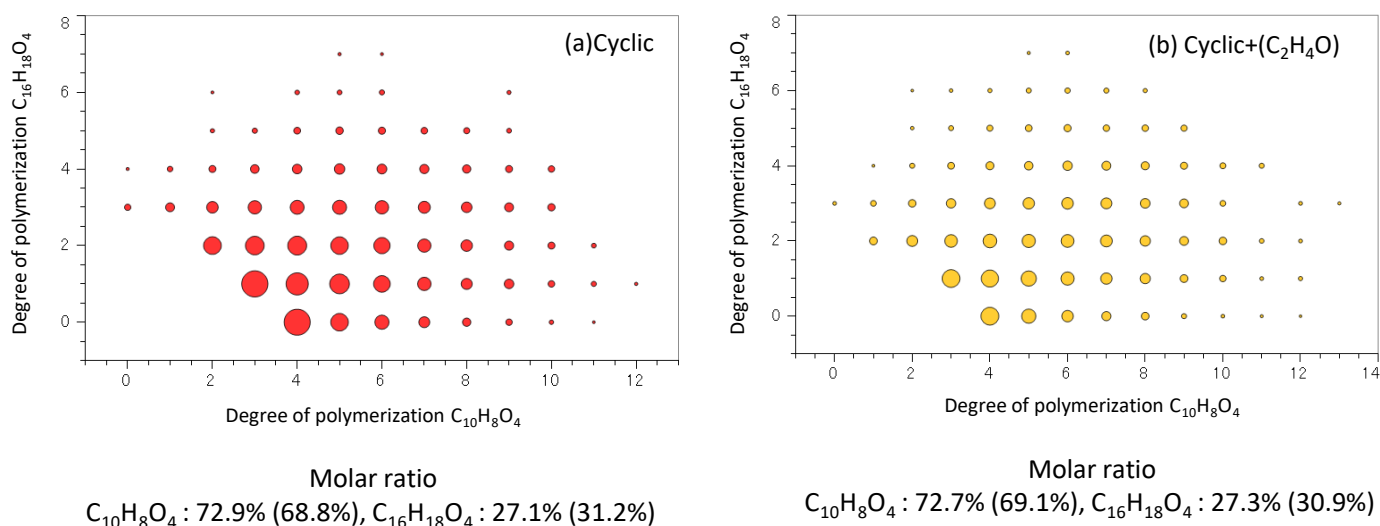 (a)Cyclic
Degree of polymerization C₁₆H₁₈O₄
8
6
4
2
0
0 2 4 6 8 10 12
Degree of polymerization C₁₀H₈O₄
Molar ratio
C₁₀H₈O₄ : 72.9% (68.8%), C₁₆H₁₈O₄ : 27.1% (31.2%)
(b) Cyclic+(C₂H₄O)
Degree of polymerization C₁₆H₁₈O₄
8
6
4
2
0
0 2 4 6 8 10 12 14
Degree of polymerization C₁₀H₈O₄
Molar ratio
C₁₀H₈O₄ : 72.7% (69.1%), C₁₆H₁₈O₄ : 27.3% (30.9%)